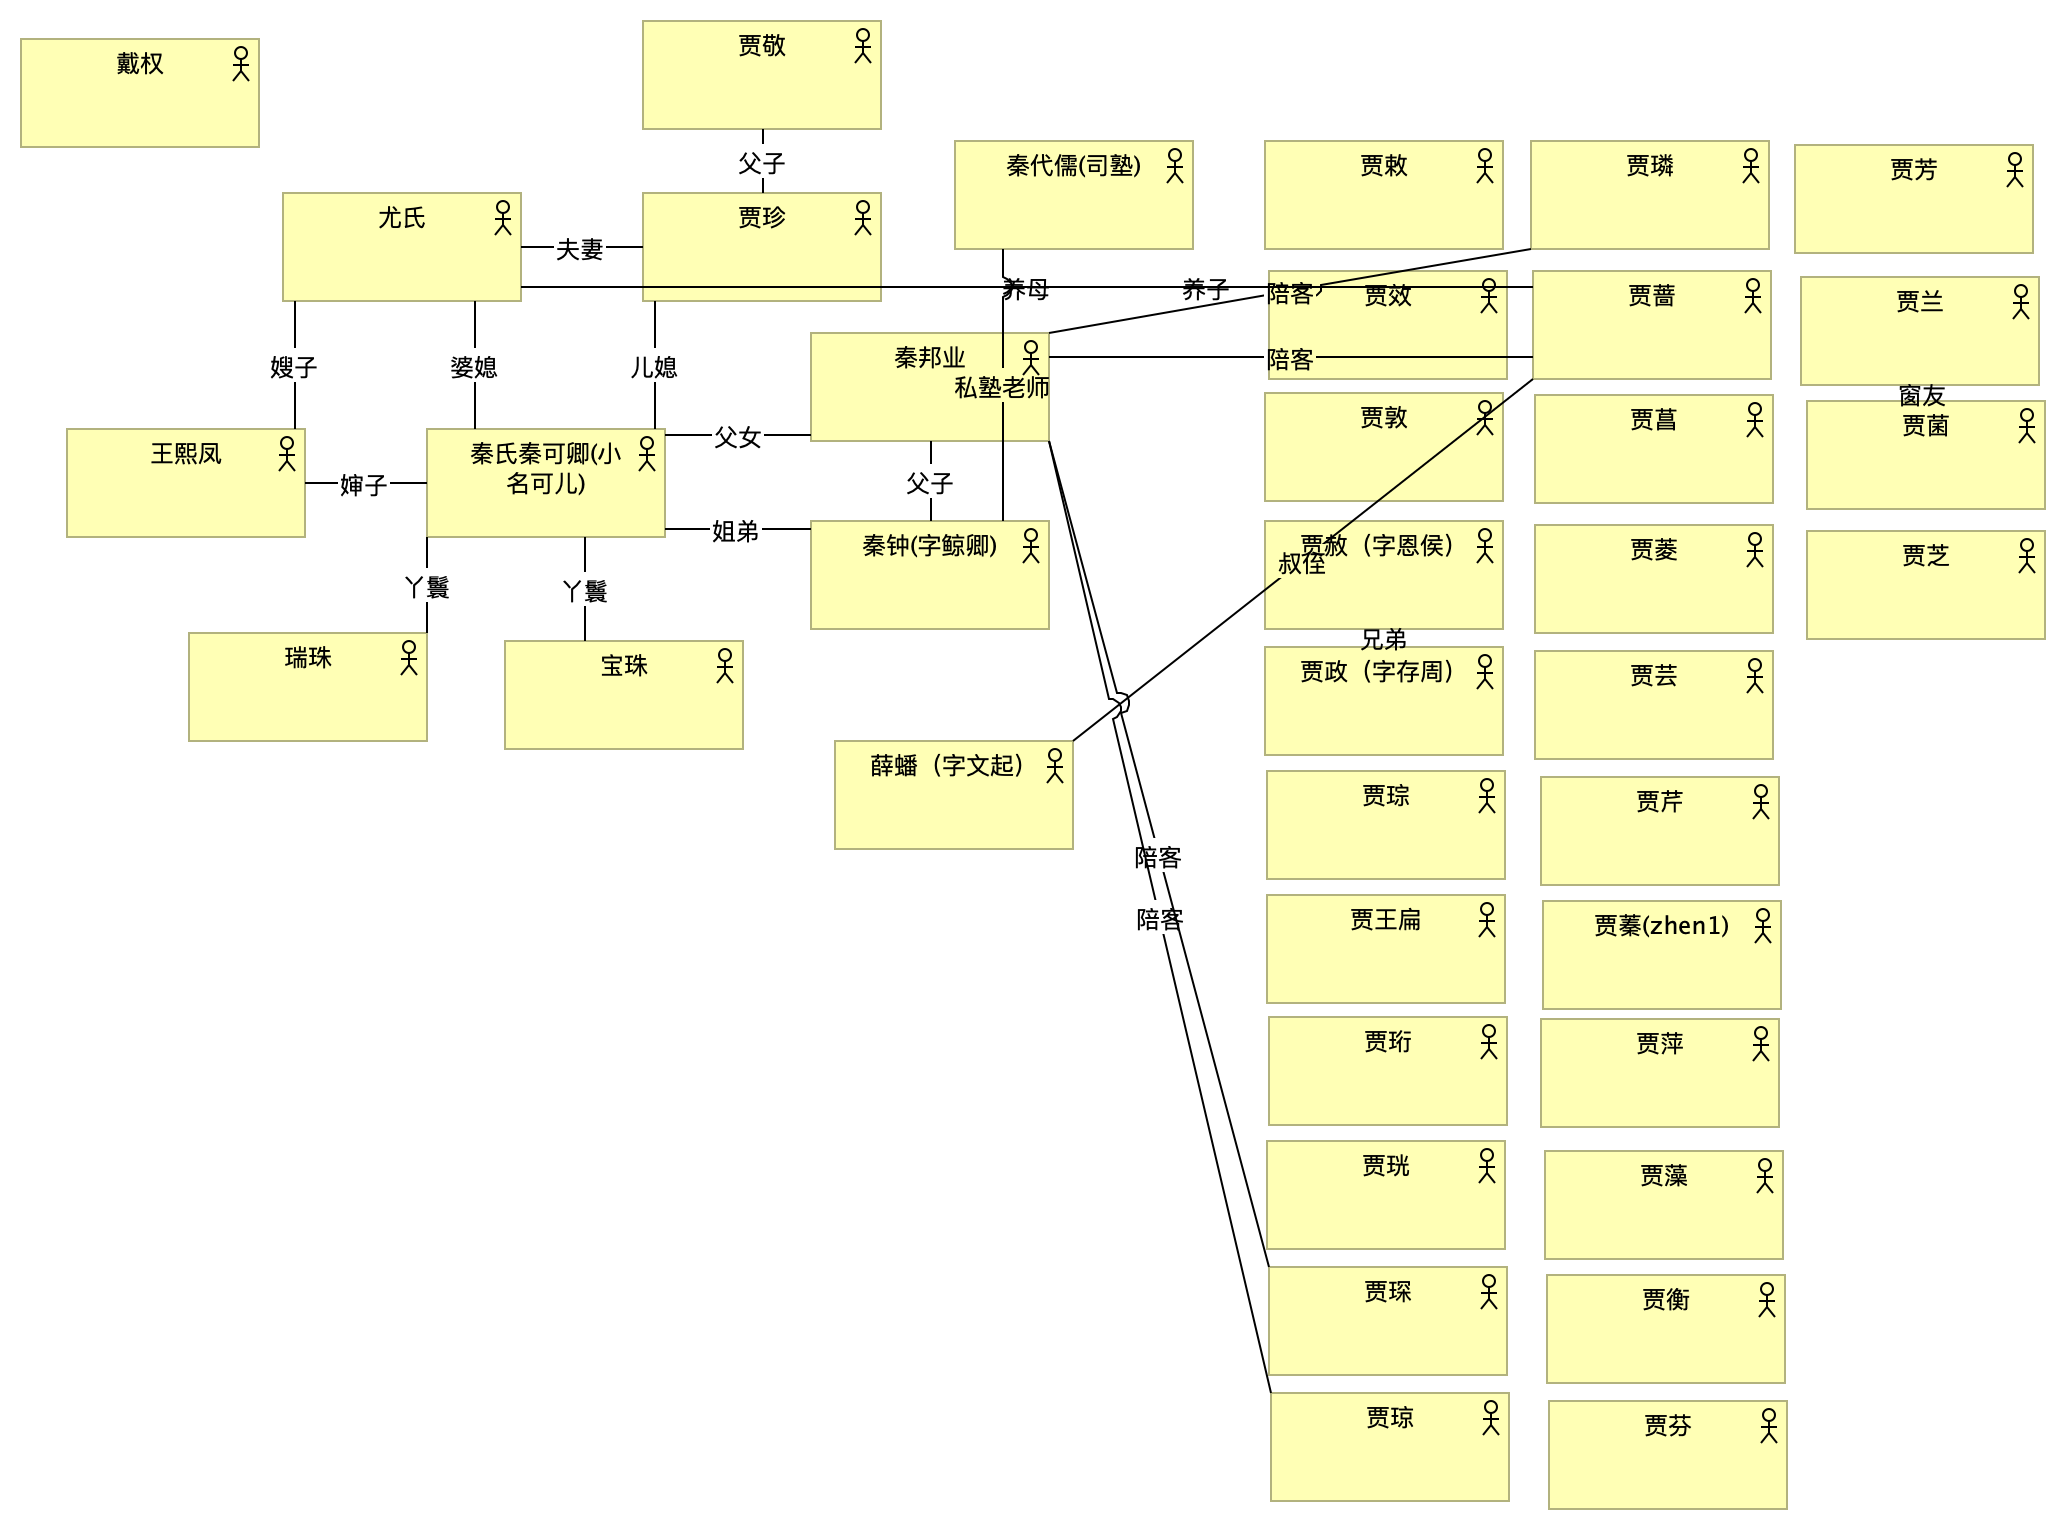 戴权
贾敬
父子
秦代儒(司塾)
贾敕
贾璘
贾芳
尤氏
夫妻
贾珍
养母
养子
陪客
贾效
贾蔷
贾兰
嫂子
婆媳
儿媳
秦邦业
陪客
私塾老师
窗友
贾敦
贾菖
贾菌
王熙凤
婶子
秦氏秦可卿(小
名可儿)
父女
父子
姐弟
秦钟(字鲸卿)
贾赦（字恩侯）
叔侄
贾菱
贾芝
丫鬟
丫鬟
兄弟
瑞珠
宝珠
贾政（字存周）
贾芸
薛蟠（字文起）
贾琮
贾芹
陪客
陪客
贾王扁
贾蓁(zhen1)
贾珩
贾萍
贾珖
贾藻
贾琛
贾衡
贾琼
贾芬